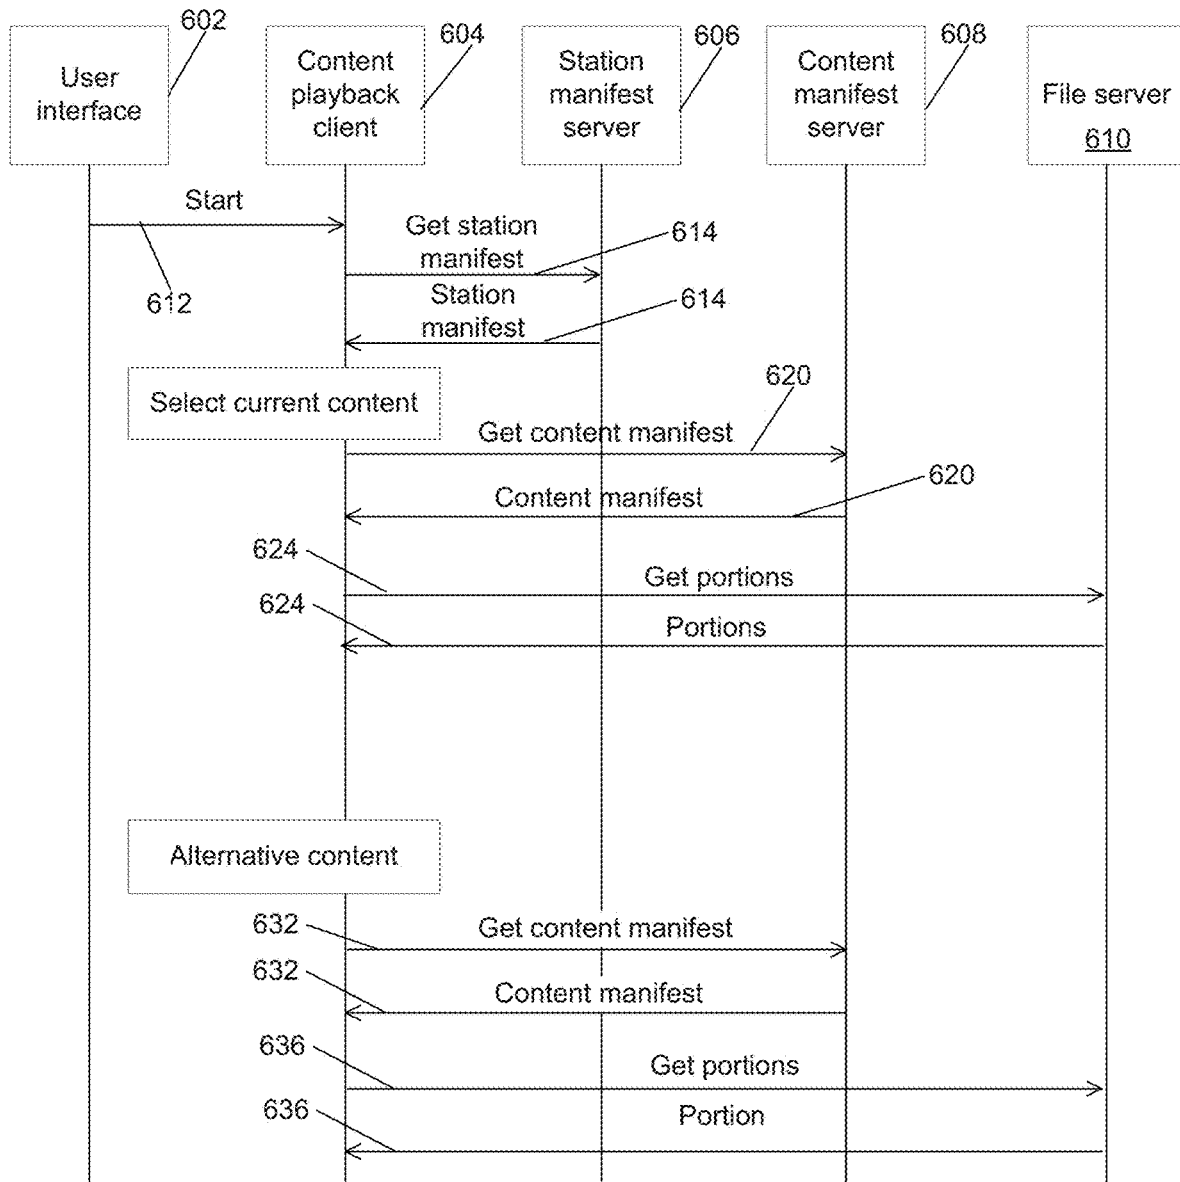 602
604
606
608
User
interface
Content
playback
client
Station
manifest
server
Content
manifest
server
File server
610
Start
612
Get station
manifest
614
Station
manifest
614
Select current content
620
Get content manifest
620
Content manifest
624
Get portions
624
Portions
Alternative content
632
Get content manifest
632
Content manifest
636
Get portions
636
Portion